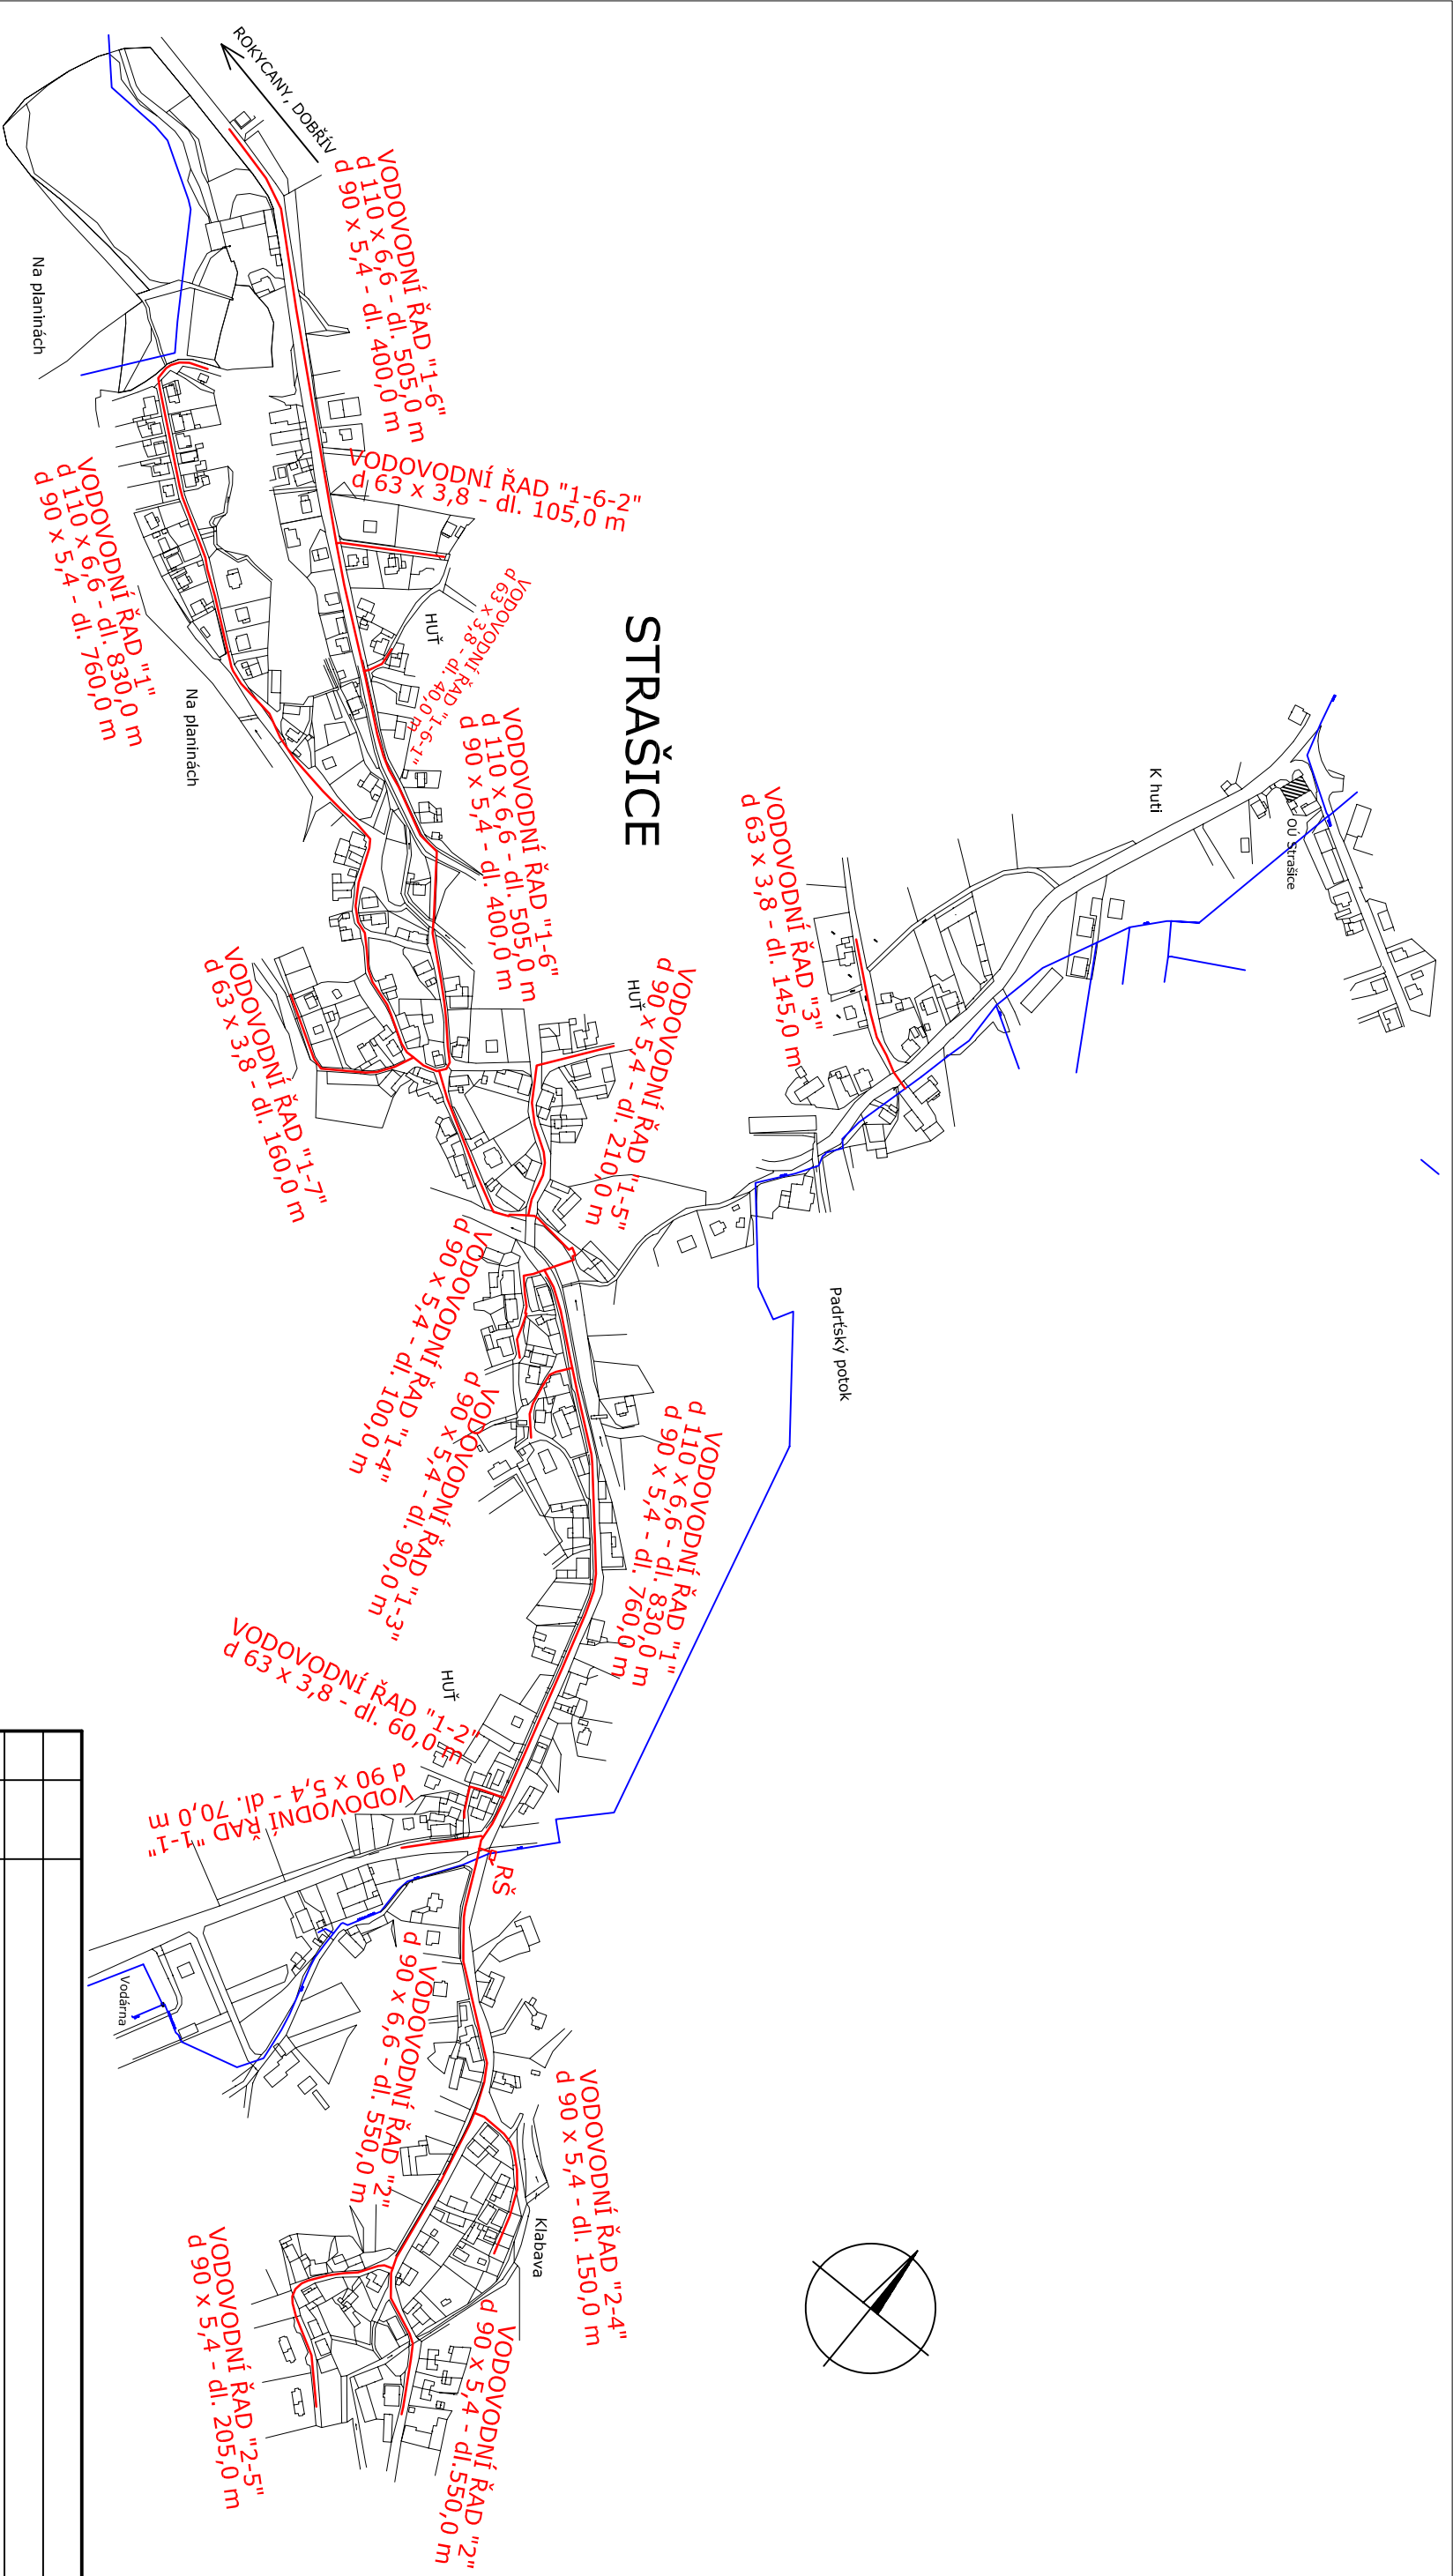 ROKYCANY, DOBŘÍV
VODOVODNÍ ŘAD "1-6"
d 110 x 6,6 - dl. 505,0 m
d 90 x 5,4 - dl. 400,0 m
Na planinách
VODOVODNÍ ŘAD "1-6-2"
d 63 x 3,8 - dl. 105,0 m
VODOVODNÍ ŘAD "1"
d 110 x 6,6 - dl. 830,0 m
d 90 x 5,4 - dl. 760,0 m
HUŤ
VODOVODNÍ ŘAD "1-6-1"
d 63 x 3,8 - dl. 40,0 m
STRAŠICE
Na planinách
VODOVODNÍ ŘAD "1-6"
d 110 x 6,6 - dl. 505,0 m
d 90 x 5,4 - dl. 400,0 m
K huti
OÚ Strašice
VODOVODNÍ ŘAD "3"
d 63 x 3,8 - dl. 145,0 m
VODOVODNÍ ŘAD "1-7"
d 63 x 3,8 - dl. 160,0 m
HUŤ
VODOVODNÍ ŘAD "1-5"
d 90 x 5,4 - dl. 210,0 m
VODOVODNÍ ŘAD "1-4"
d 90 x 5,4 - dl. 100,0 m
Padrťský potok
VODOVODNÍ ŘAD "1-3"
d 90 x 5,4 - dl. 90,0 m
VODOVODNÍ ŘAD "1"
d 110 x 6,6 - dl. 830,0 m
d 90 x 5,4 - dl. 760,0 m
VODOVODNÍ ŘAD "1-2"
d 63 x 3,8 - dl. 60,0 m
HUŤ
VODOVODNÍ ŘAD "1-1"
d 90 x 5,4 - dl. 70,0 m
RŠ
Vodárna
VODOVODNÍ ŘAD "2"
d 90 x 6,6 - dl. 550,0 m
VODOVODNÍ ŘAD "2-4"
d 90 x 5,4 - dl. 150,0 m
Klabava
VODOVODNÍ ŘAD "2-5"
d 90 x 5,4 - dl. 205,0 m
VODOVODNÍ ŘAD "2"
d 90 x 5,4 - dl.550,0 m